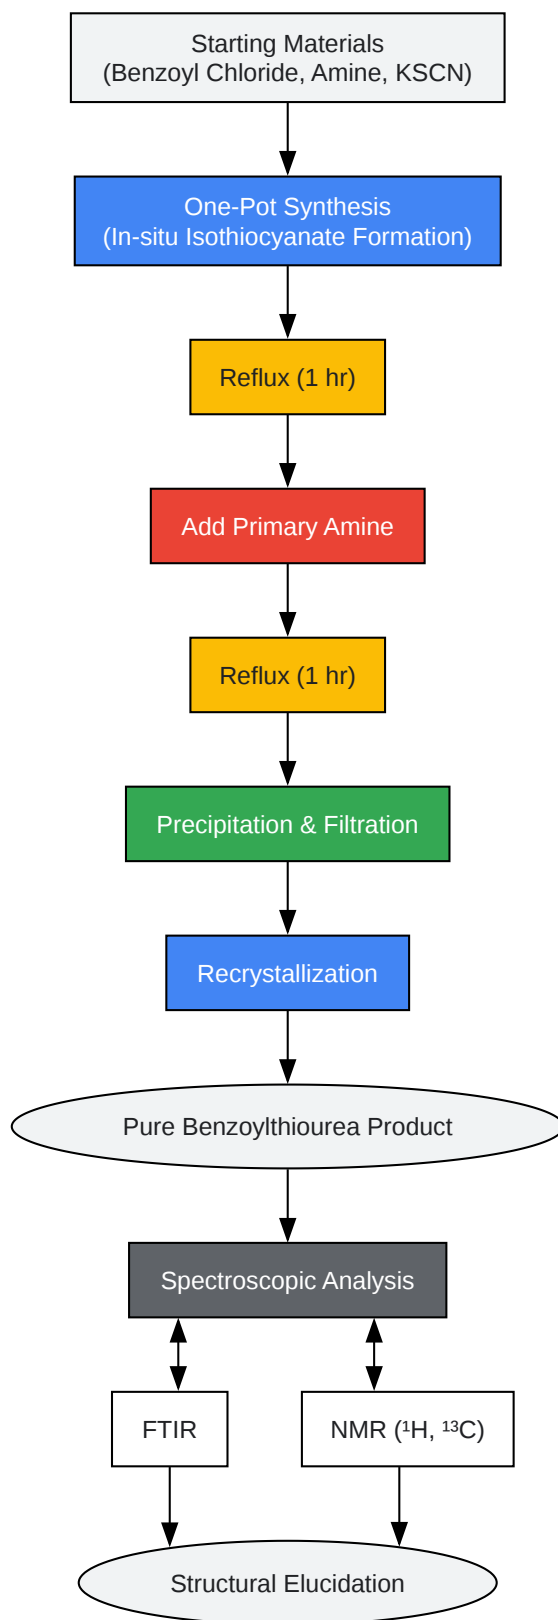 Starting Materials
(Benzoyl Chloride, Amine, KSCN)
One-Pot Synthesis
(In-situ Isothiocyanate Formation)
Reflux (1 hr)
Add Primary Amine
Reflux (1 hr)
Precipitation & Filtration
Recrystallization
Pure Benzoylthiourea Product
Spectroscopic Analysis
FTIR
NMR (¹H, ¹³C)
Structural Elucidation